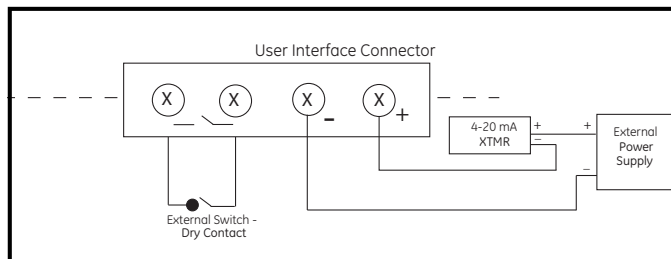 User Interface Connector
X X X X
- +
4-20 mA
XTMR
+
−
+
−
External
Power
Supply
External Switch -
Dry Contact